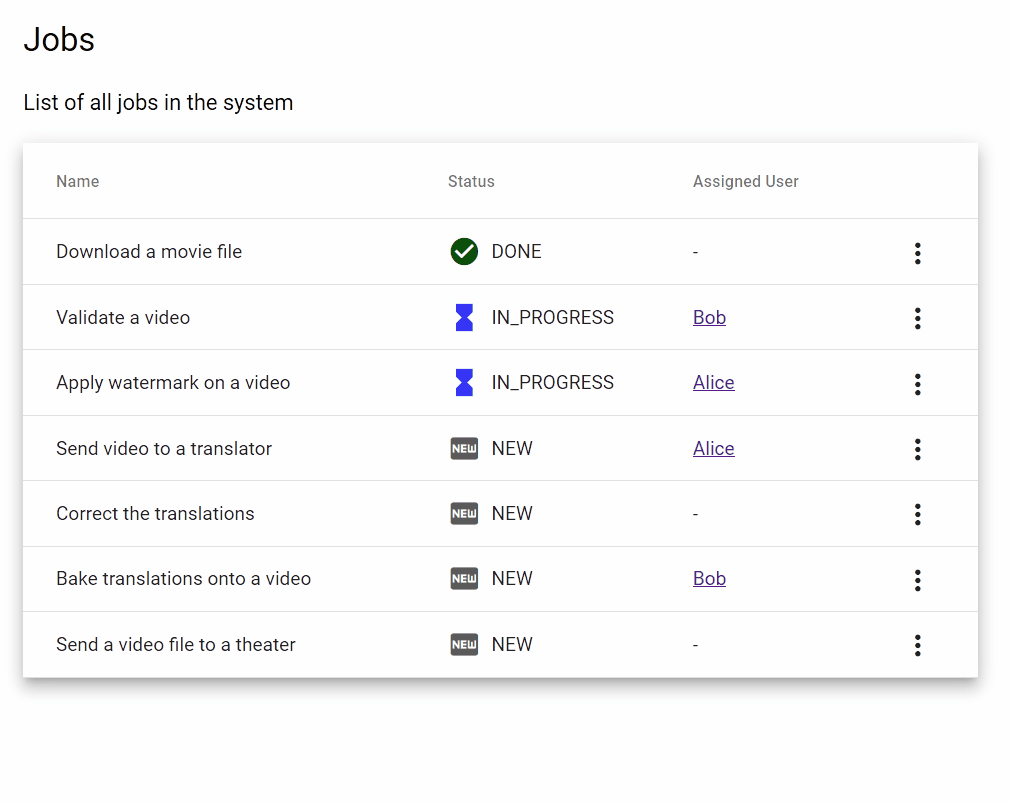 Jobs
List of all jobs in the system
Name Status Assigned User
Download a movie file DONE -
Validate a video IN_PROGRESS Bob
Apply watermark on a video IN_PROGRESS Alice
Send video to a translator NEW NEW Alice
Correct the translations NEW NEW -
Bake translations onto a video NEW NEW Bob
Send a video file to a theater NEW NEW -